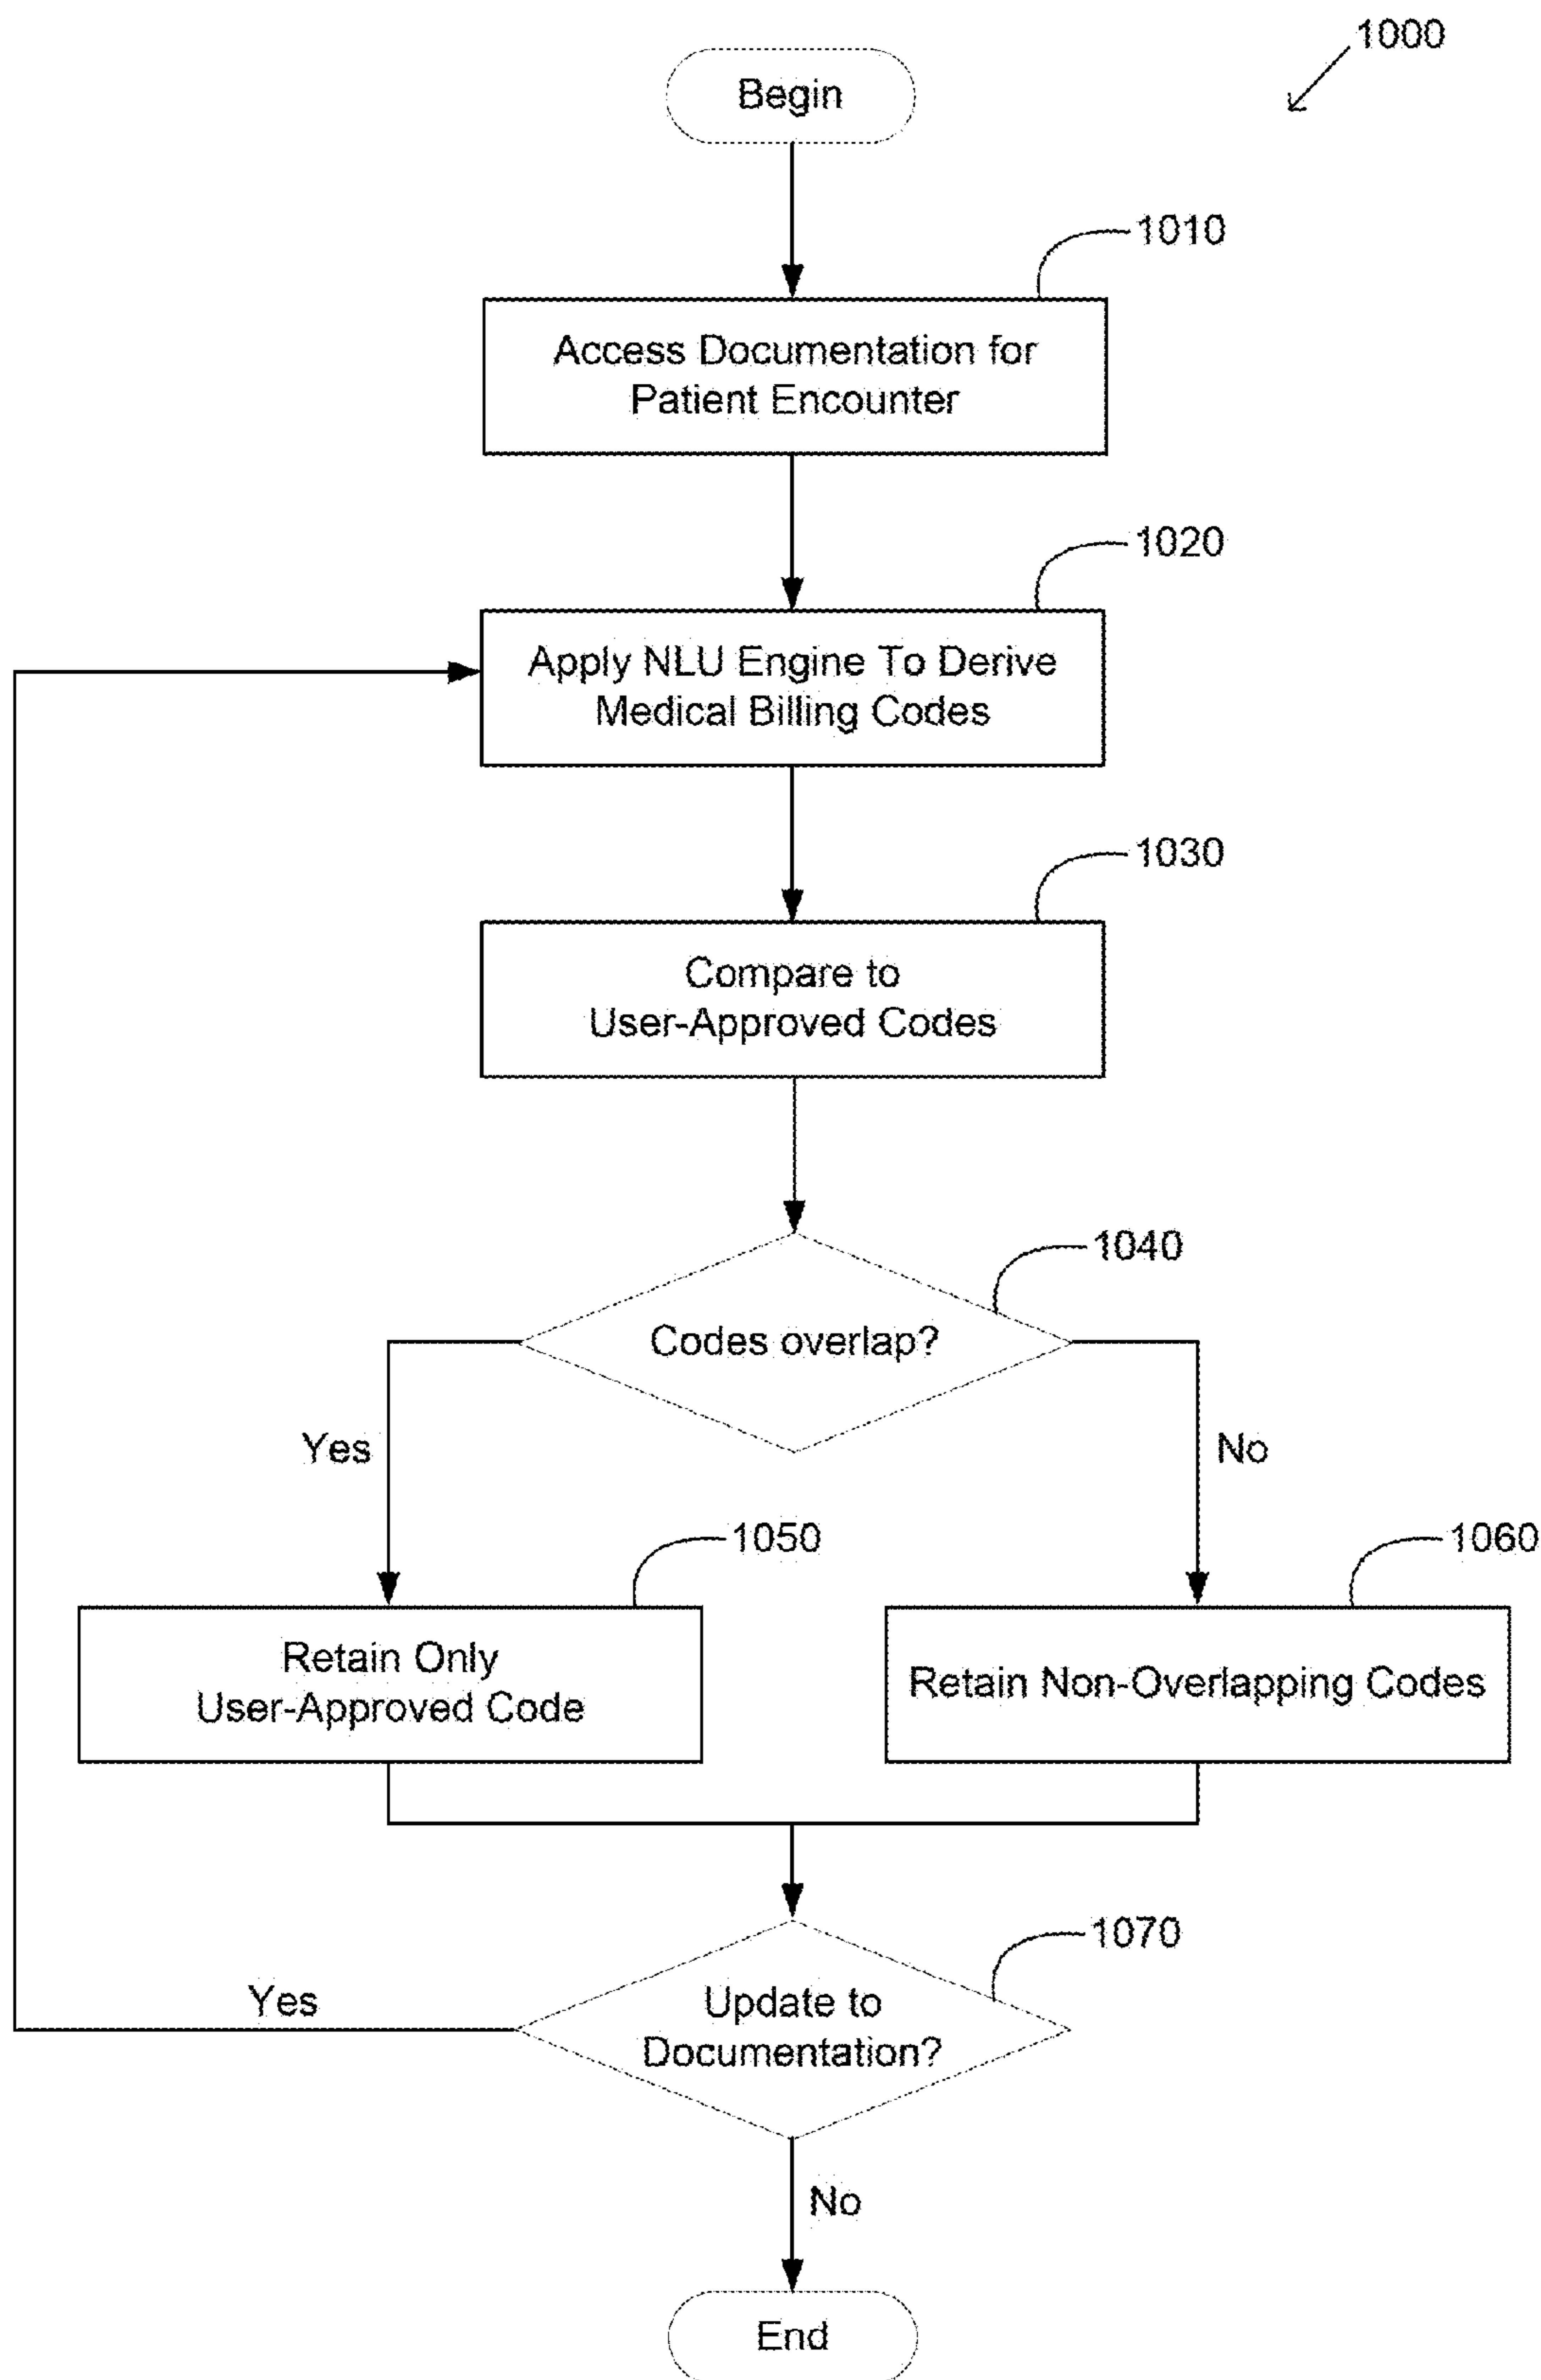 1000
Begin
1010
Access Documentation for
Patient Encounter
1020
Apply NLU Engine To Derive
Medical Billing Codes
1030
Compare to
User-Approved Codes
1040
Codes overlap?
Yes
No
1050
1060
Retain Only
User-Approved Code
Retain Non-Overlapping Codes
1070
Update to
Documentation?
Yes
No
End